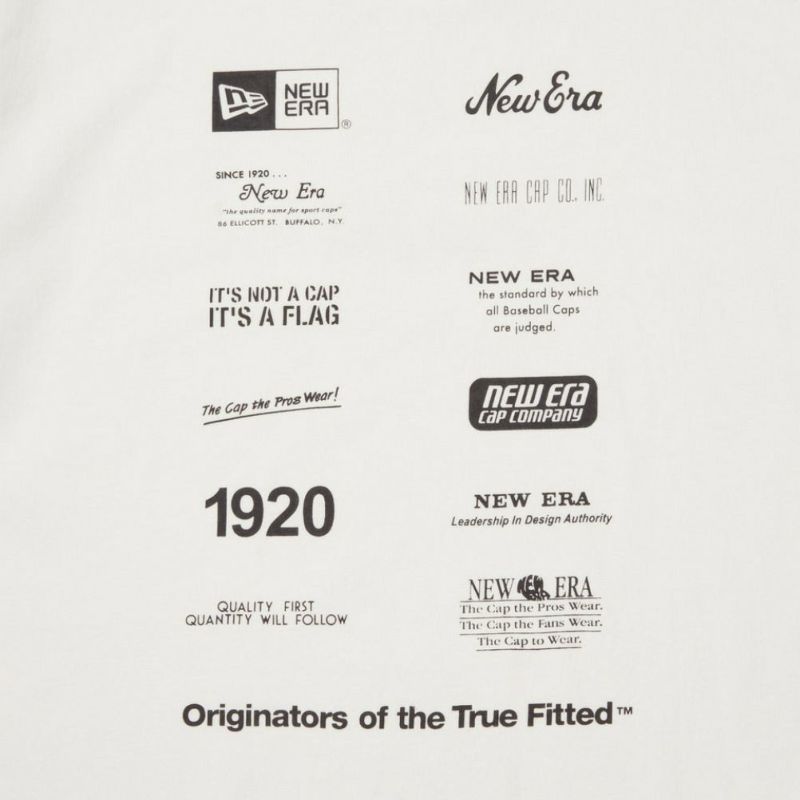 NEW
ERA
®
New Era
SINCE 1920...
New Era
"the quality name for sport caps"
86 ELLICOTT ST. BUFFALO, N.Y.
NEW ERA CAP CO., INC.
IT'S NOT A CAP
IT'S A FLAG
NEW ERA
the standard by which
all Baseball Caps
are judged.
The Cap the Pros Wear!
NEW ERA
CAP COMPANY
1920
NEW ERA
Leadership In Design Authority
QUALITY FIRST
QUANTITY WILL FOLLOW
NEW NEW ERA ERA
The Cap the Pros Wear.
The Cap the Fans Wear.
The Cap to Wear.
Originators of the True Fitted™